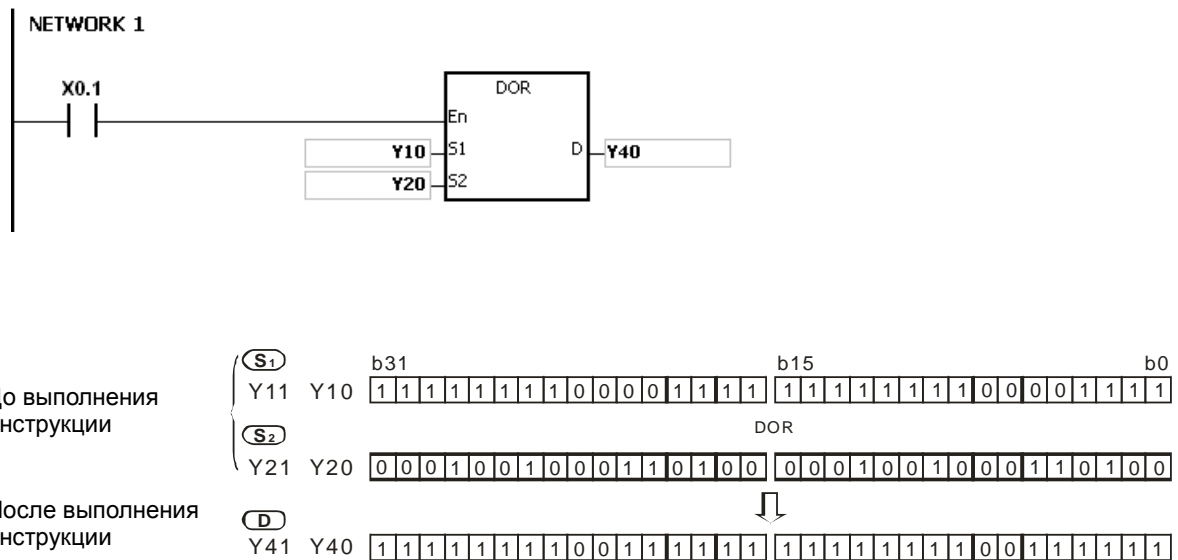 NETWORK 1
X0.1
DOR
En
Y10 S1 D Y40
Y20 S2
S1 b31 b15 b0
До выполнения Y11 Y10 1 1 1 1 1 1 1 1 0 0 0 0 1 1 1 1 1 1 1 1 1 1 1 1 0 0 0 0 1 1 1 1
нструкции S2 DOR
Y21 Y20 0 0 0 1 0 0 1 0 0 0 1 1 0 1 0 0 0 0 0 1 0 0 1 0 0 0 1 1 0 1 0 0
После выполнения D
нструкции Y41 Y40 1 1 1 1 1 1 1 1 0 0 1 1 1 1 1 1 1 1 1 1 1 1 1 1 0 0 1 1 1 1 1 1